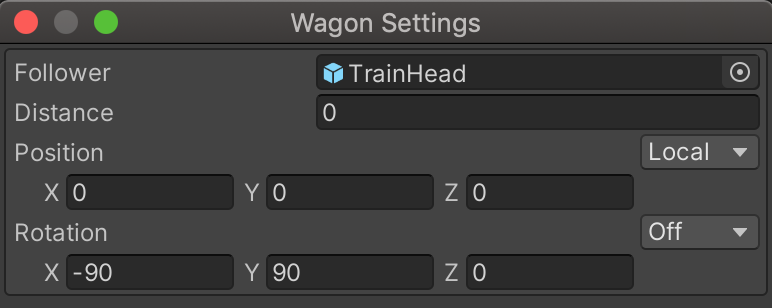 Wagon Settings
Follower TrainHead
Distance 0
Position Local
X 0 Y 0 Z 0
Rotation Off
X -90 Y 90 Z 0